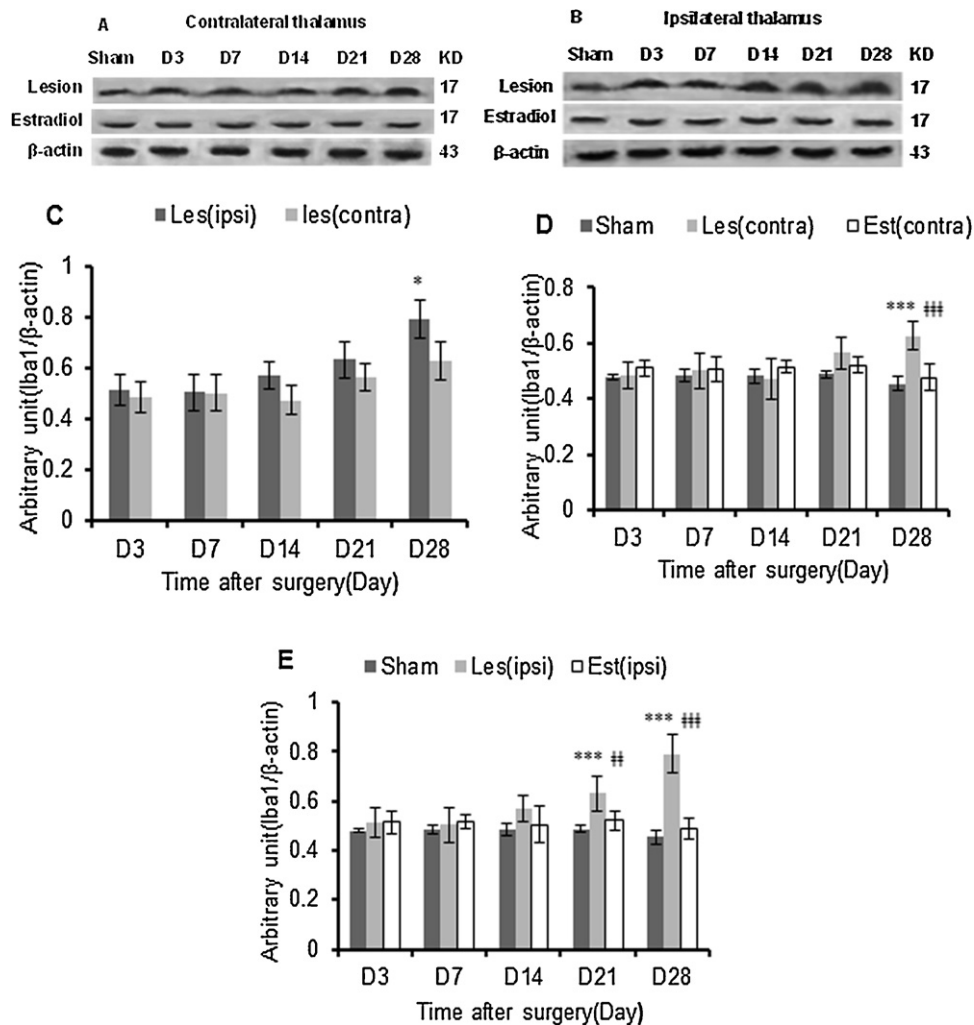 A Contralateral thalamus
Sham D3 D7 D14 D21 D28 KD
Lesion 17
Estradiol 17
β-actin 43
B Ipsilateral thalamus
Sham D3 D7 D14 D21 D28 KD
Lesion 17
Estradiol 17
β-actin 43
C
Les(ipsi) les(contra)
Arbitrary unit(Iba1/β-actin)
1
0.8
0.6
0.4
0.2
0
*
D3 D7 D14 D21 D28
Time after surgery(Day)
D
Sham Les(contra) Est(contra)
Arbitrary unit(Iba1/β-actin)
0.8
0.6
0.4
0.2
0
*** ⱡⱡⱡ
D3 D7 D14 D21 D28
Time after surgery(Day)
E
Sham Les(ipsi) Est(ipsi)
Arbitrary unit(Iba1/β-actin)
1
0.8
0.6
0.4
0.2
0
*** ⱡⱡ
*** ⱡⱡⱡ
D3 D7 D14 D21 D28
Time after surgery(Day)